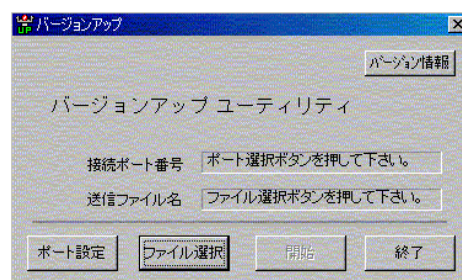 バージョンアップ
バージョン情報
バージョンアップ ユーティリティ
接続ポート番号 ポート選択ボタンを押して下さい。
送信ファイル名 ファイル選択ボタンを押して下さい。
ポート設定 ファイル選択 開始 終了